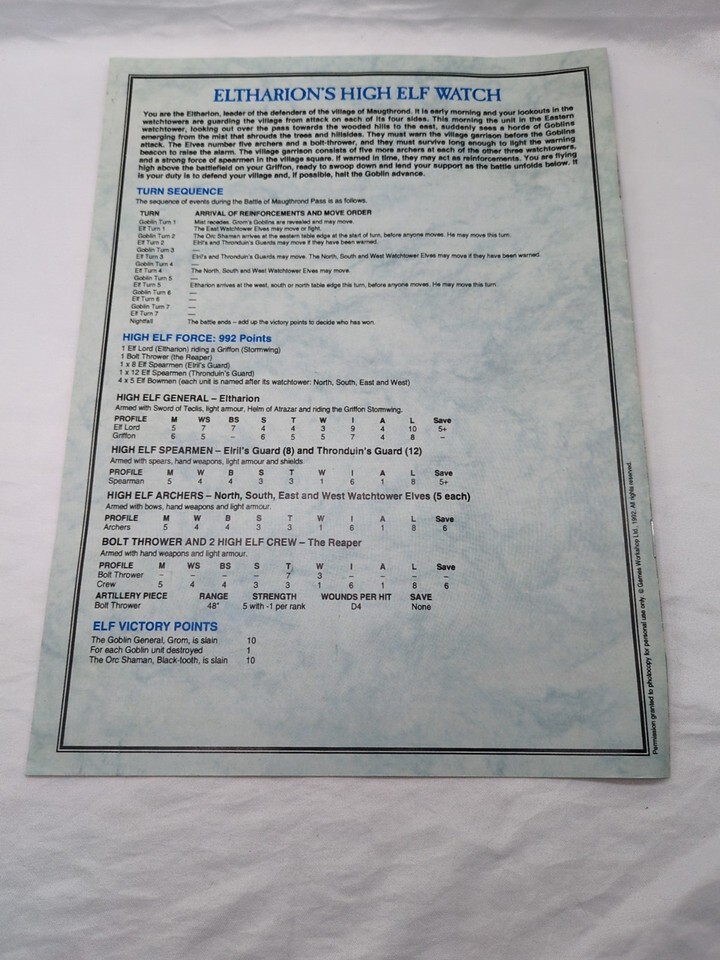 ELTHARION'S HIGH ELF WATCH
You are the Eltharion, leader of the defenders of the village of Maugthrond. It is early morning and your lookouts in the
watchtowers are guarding the village from attack on each of its four sides. This morning the unit in the Eastern
watchtower, looking out over the pass towards the wooded hills to the east, suddenly sees a horde of Goblins
emerging from the mist that shrouds the trees and hillsides. They must warn the village garrison before the Goblins
attack. The Elves number five archers and a bolt-thrower, and they must survive long enough to light the warning
beacon to raise the alarm. The village garrison consists of five more archers at each of the other three watchtowers,
and a strong force of spearmen in the village square. If warned in time, they may act as reinforcements. You are flying
high above the battlefield on your Griffon, ready to swoop down and lend your support as the battle unfolds below. It
is your duty is to defend your village and, if possible, halt the Goblin advance.
TURN SEQUENCE
The sequence of events during the Battle of Maugthrond Pass is as follows.
TURN ARRIVAL OF REINFORCEMENTS AND MOVE ORDER
Goblin Turn 1 Mist recedes. Grom's Goblins are revealed and may move.
Elf Turn 1 The East Watchtower Elves may move or fight.
Goblin Turn 2 The Orc Shaman arrives at the eastern table edge at the start of turn, before anyone moves. He may move this turn.
Elf Turn 2 Elril's and Thronduin's Guards may move if they have been warned.
Goblin Turn 3 —
Elf Turn 3 Elril's and Thronduin's Guards may move. The North, South and West Watchtower Elves may move if they have been warned.
Goblin Turn 4 —
Elf Turn 4 The North, South and West Watchtower Elves may move.
Goblin Turn 5 —
Elf Turn 5 Eltharion arrives at the west, south or north table edge this turn, before anyone moves. He may move this turn.
Goblin Turn 6 —
Elf Turn 6 —
Goblin Turn 7 —
Elf Turn 7 —
Nightfall The battle ends – add up the victory points to decide who has won.
HIGH ELF FORCE: 992 Points
1 Elf Lord (Eltharion) riding a Griffon (Stormwing)
1 Bolt Thrower (the Reaper)
1 x 8 Elf Spearmen (Elril's Guard)
1 x 12 Elf Spearmen (Thronduin's Guard)
4 x 5 Elf Bowmen (each unit is named after its watchtower: North, South, East and West)
HIGH ELF GENERAL – Eltharion
Armed with Sword of Teclis, light armour, Helm of Atrazar and riding the Griffon Stormwing.
PROFILE M WS BS S T W I A L Save
Elf Lord 5 7 7 4 4 3 9 4 10 5+
Griffon 6 5 – 6 5 5 7 4 8 –
HIGH ELF SPEARMEN – Elril's Guard (8) and Thronduin's Guard (12)
Armed with spears, hand weapons, light armour and shields.
PROFILE M W B S T W I A L Save
Spearman 5 4 4 3 3 1 6 1 8 5+
HIGH ELF ARCHERS – North, South, East and West Watchtower Elves (5 each)
Armed with bows, hand weapons and light armour.
PROFILE M W B S T W I A L Save
Archers 5 4 4 3 3 1 6 1 8 6
BOLT THROWER AND 2 HIGH ELF CREW – The Reaper
Armed with hand weapons and light armour.
PROFILE M WS BS S T W I A L Save
Bolt Thrower – – – – 7 3 – – – –
Crew 5 4 4 3 3 1 6 1 8 6
ARTILLERY PIECE RANGE STRENGTH WOUNDS PER HIT SAVE
Bolt Thrower 48" 5 with -1 per rank D4 None
ELF VICTORY POINTS
The Goblin General, Grom, is slain 10
For each Goblin unit destroyed 1
The Orc Shaman, Black-tooth, is slain 10
Permission granted to photocopy for personal use only. © Games Workshop Ltd., 1992. All rights reserved.